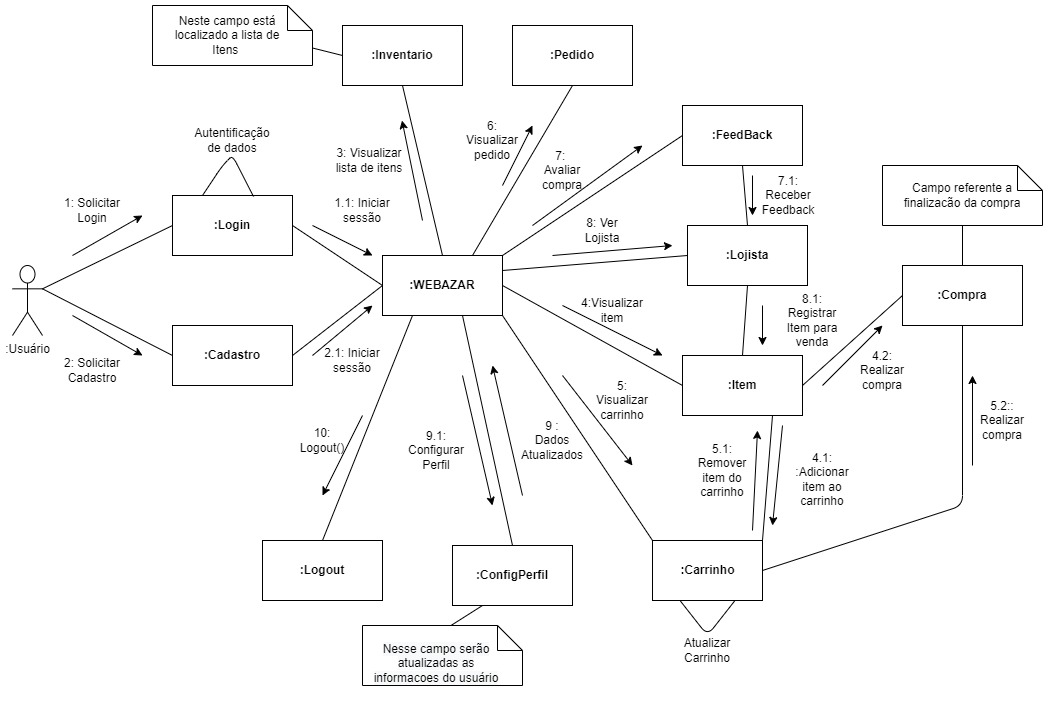 Neste campo está
localizado a lista de
Itens
:Inventario
:Pedido
Autentificação
de dados
3: Visualizar
lista de itens
6:
Visualizar
pedido
7:
Avaliar
compra
:FeedBack
7.1:
Receber
Feedback
Campo referente a
finalizacão da compra
1: Solicitar
Login
:Login
1.1: Iniciar
sessão
8: Ver
Lojista
:Lojista
:WEBAZAR
:Compra
:Usuário
2: Solicitar
Cadastro
:Cadastro
2.1: Iniciar
sessão
4:Visualizar
item
8.1:
Registrar
Item para
venda
4.2:
Realizar
compra
:Item
5:
Visualizar
carrinho
5.2::
Realizar
compra
10:
Logout()
9.1:
Configurar
Perfil
9 :
Dados
Atualizados
5.1:
Remover
item do
carrinho
4.1:
:Adicionar
item ao
carrinho
:Logout
:ConfigPerfil
:Carrinho
Atualizar
Carrinho
Nesse campo serão
atualizadas as
informacoes do usuário